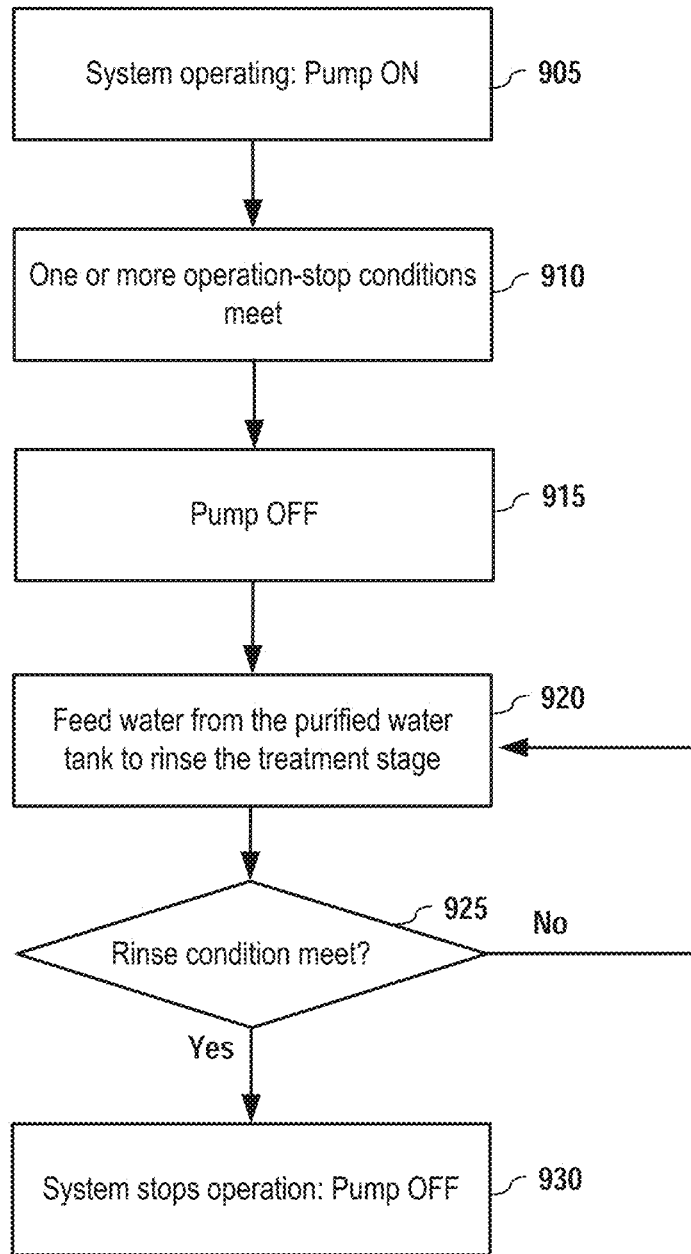 System operating: Pump ON
905
One or more operation-stop conditions
meet
910
Pump OFF
915
Feed water from the purified water
tank to rinse the treatment stage
920
Rinse condition meet?
925
No
Yes
System stops operation: Pump OFF
930